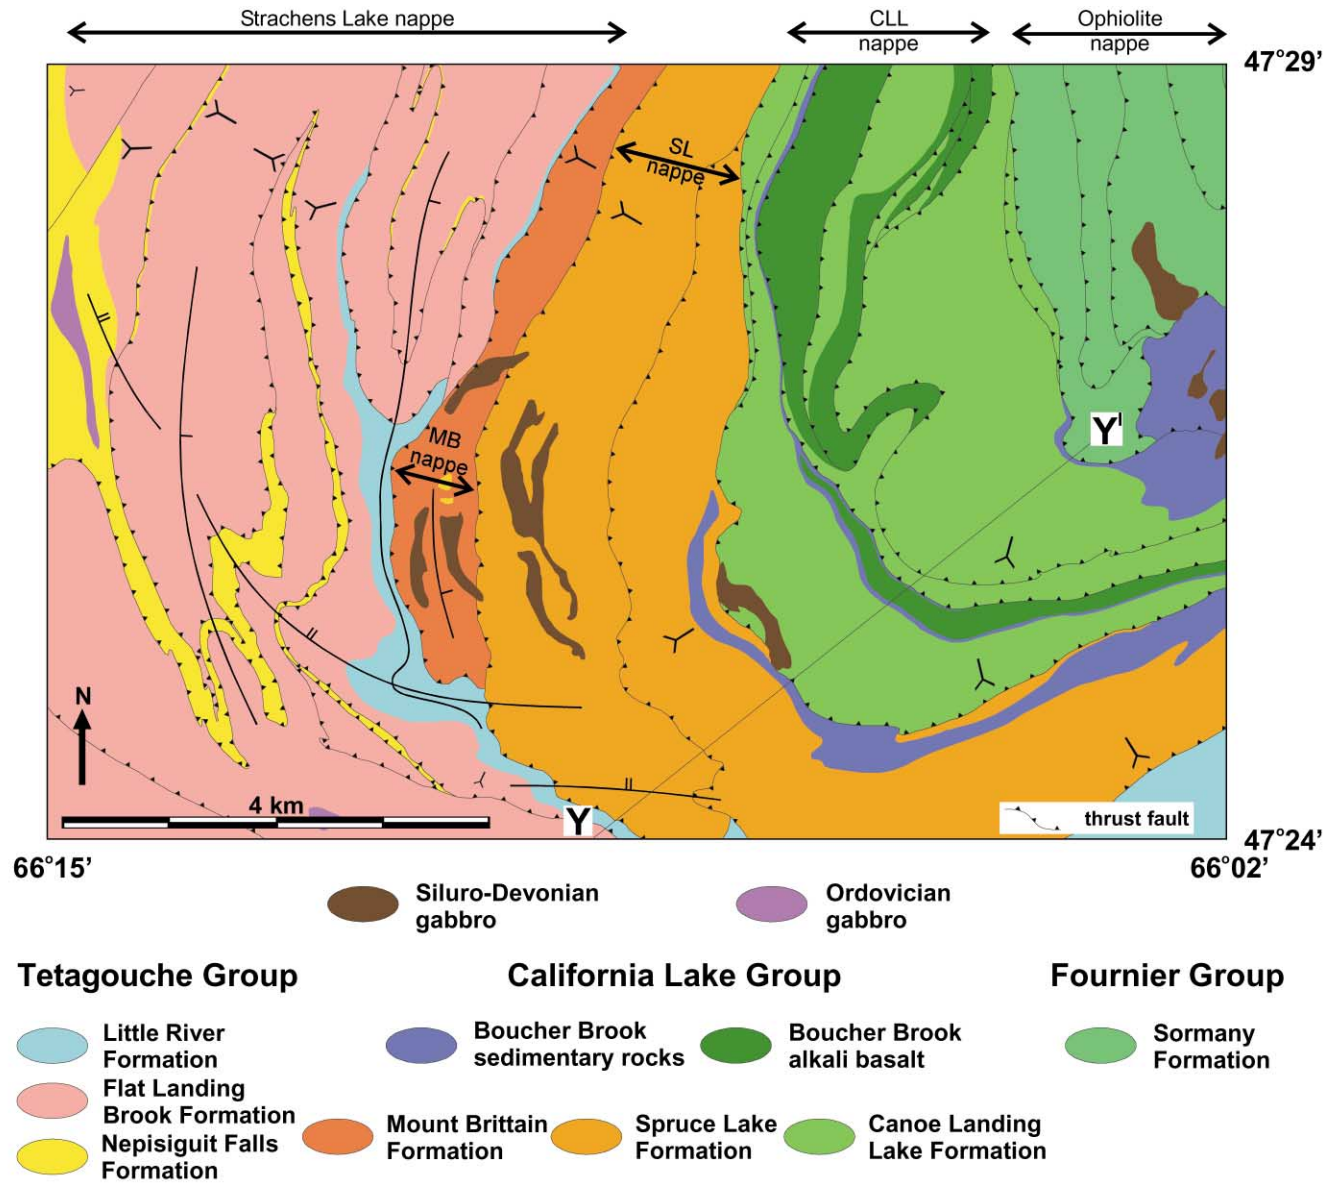 Strachens Lake nappe
CLL
nappe
Ophiolite
nappe
47°29'
SL
nappe
MB
nappe
Y'
N
4 km
Y
thrust fault
47°24'
66°15'
66°02'
Siluro-Devonian
gabbro
Ordovician
gabbro
Tetagouche Group
California Lake Group
Fournier Group
Little River
Formation
Boucher Brook
sedimentary rocks
Boucher Brook
alkali basalt
Sormany
Formation
Flat Landing
Brook Formation
Mount Brittain
Formation
Spruce Lake
Formation
Canoe Landing
Lake Formation
Nepisiguit Falls
Formation